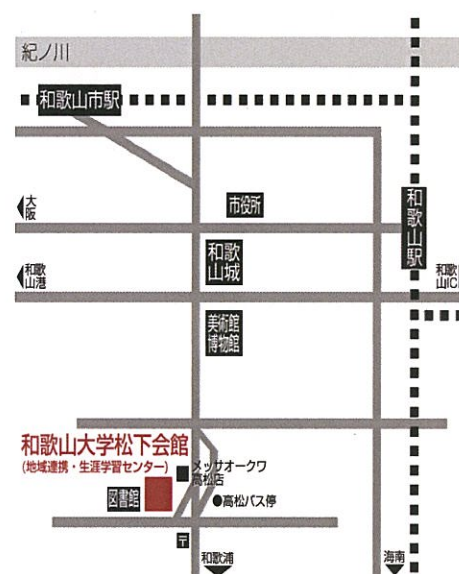 紀ノ川
和歌山市駅
大阪
市役所
和歌山駅
和歌
山城
和歌
山港
和歌
山IC
美術館
博物館
和歌山大学松下会館
(地域連携・生涯学習センター)
メッサオークワ
高松店
図書館
●高松バス停
〒
和歌浦
海南